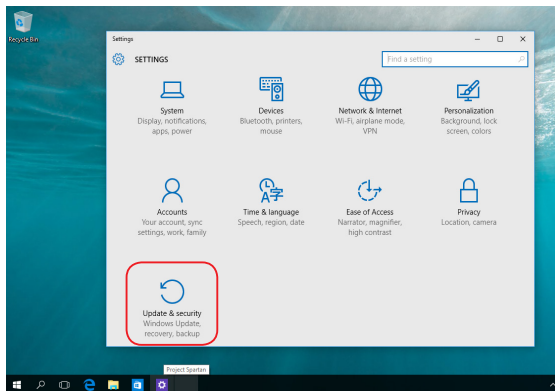 Recycle Bin
Settings
SETTINGS
Find a setting
System
Display, notifications,
apps, power
Devices
Bluetooth, printers,
mouse
Network & Internet
Wi-Fi, airplane mode,
VPN
Personalization
Background, lock
screen, colors
Accounts
Your account, sync
settings, work, family
Time & language
Speech, region, date
Ease of Access
Narrator, magnifier,
high contrast
Privacy
Location, camera
Update & security
Windows Update,
recovery, backup
Project Spartan